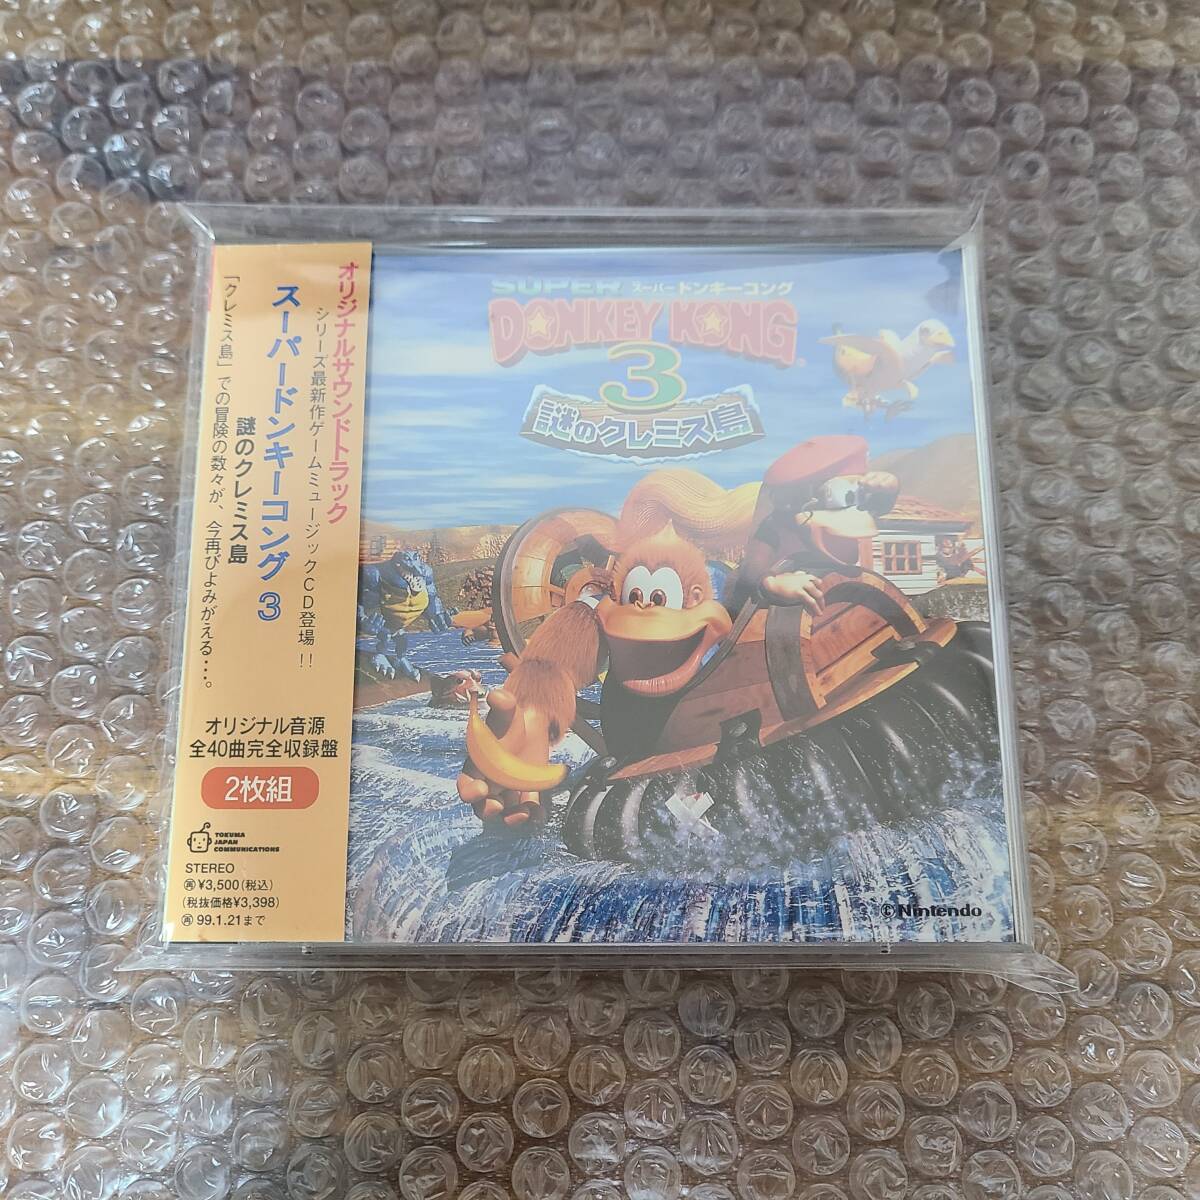 オリジナルサウンドトラック
シリーズ最新作ゲームミュージックCD登場!!
スーパードンキーコング3
謎のクレミス島
「クレミス島」での冒険の数々が、今再びよみがえる…。
オリジナル音源
全40曲完全収録盤
2枚組
TOKUMA
JAPAN
COMMUNICATIONS
STEREO
再¥3,500(税込)
(税抜価格¥3,398)
再99.1.21まで
SUPER スーパードンキーコング
DONKEY KONG
3
謎のクレミス島
©Nintendo